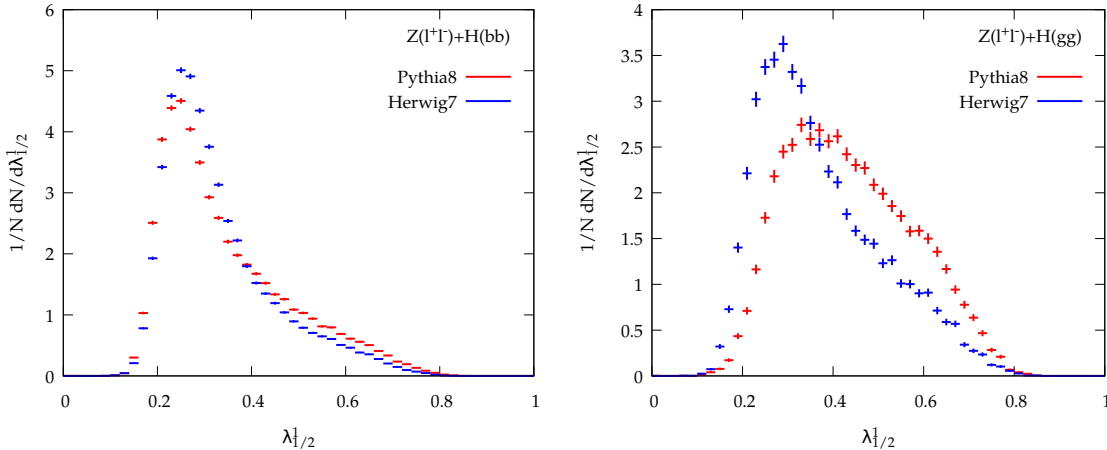 1/N dN/dλ¹₁/₂
6
5
4
3
2
1
0
Z(l⁺l⁻)+H(bb)
Pythia8
Herwig7
0 0.2 0.4 0.6 0.8 1
λ¹₁/₂
1/N dN/dλ¹₁/₂
4
3.5
3
2.5
2
1.5
1
0.5
0
Z(l⁺l⁻)+H(gg)
Pythia8
Herwig7
0 0.2 0.4 0.6 0.8 1
λ¹₁/₂